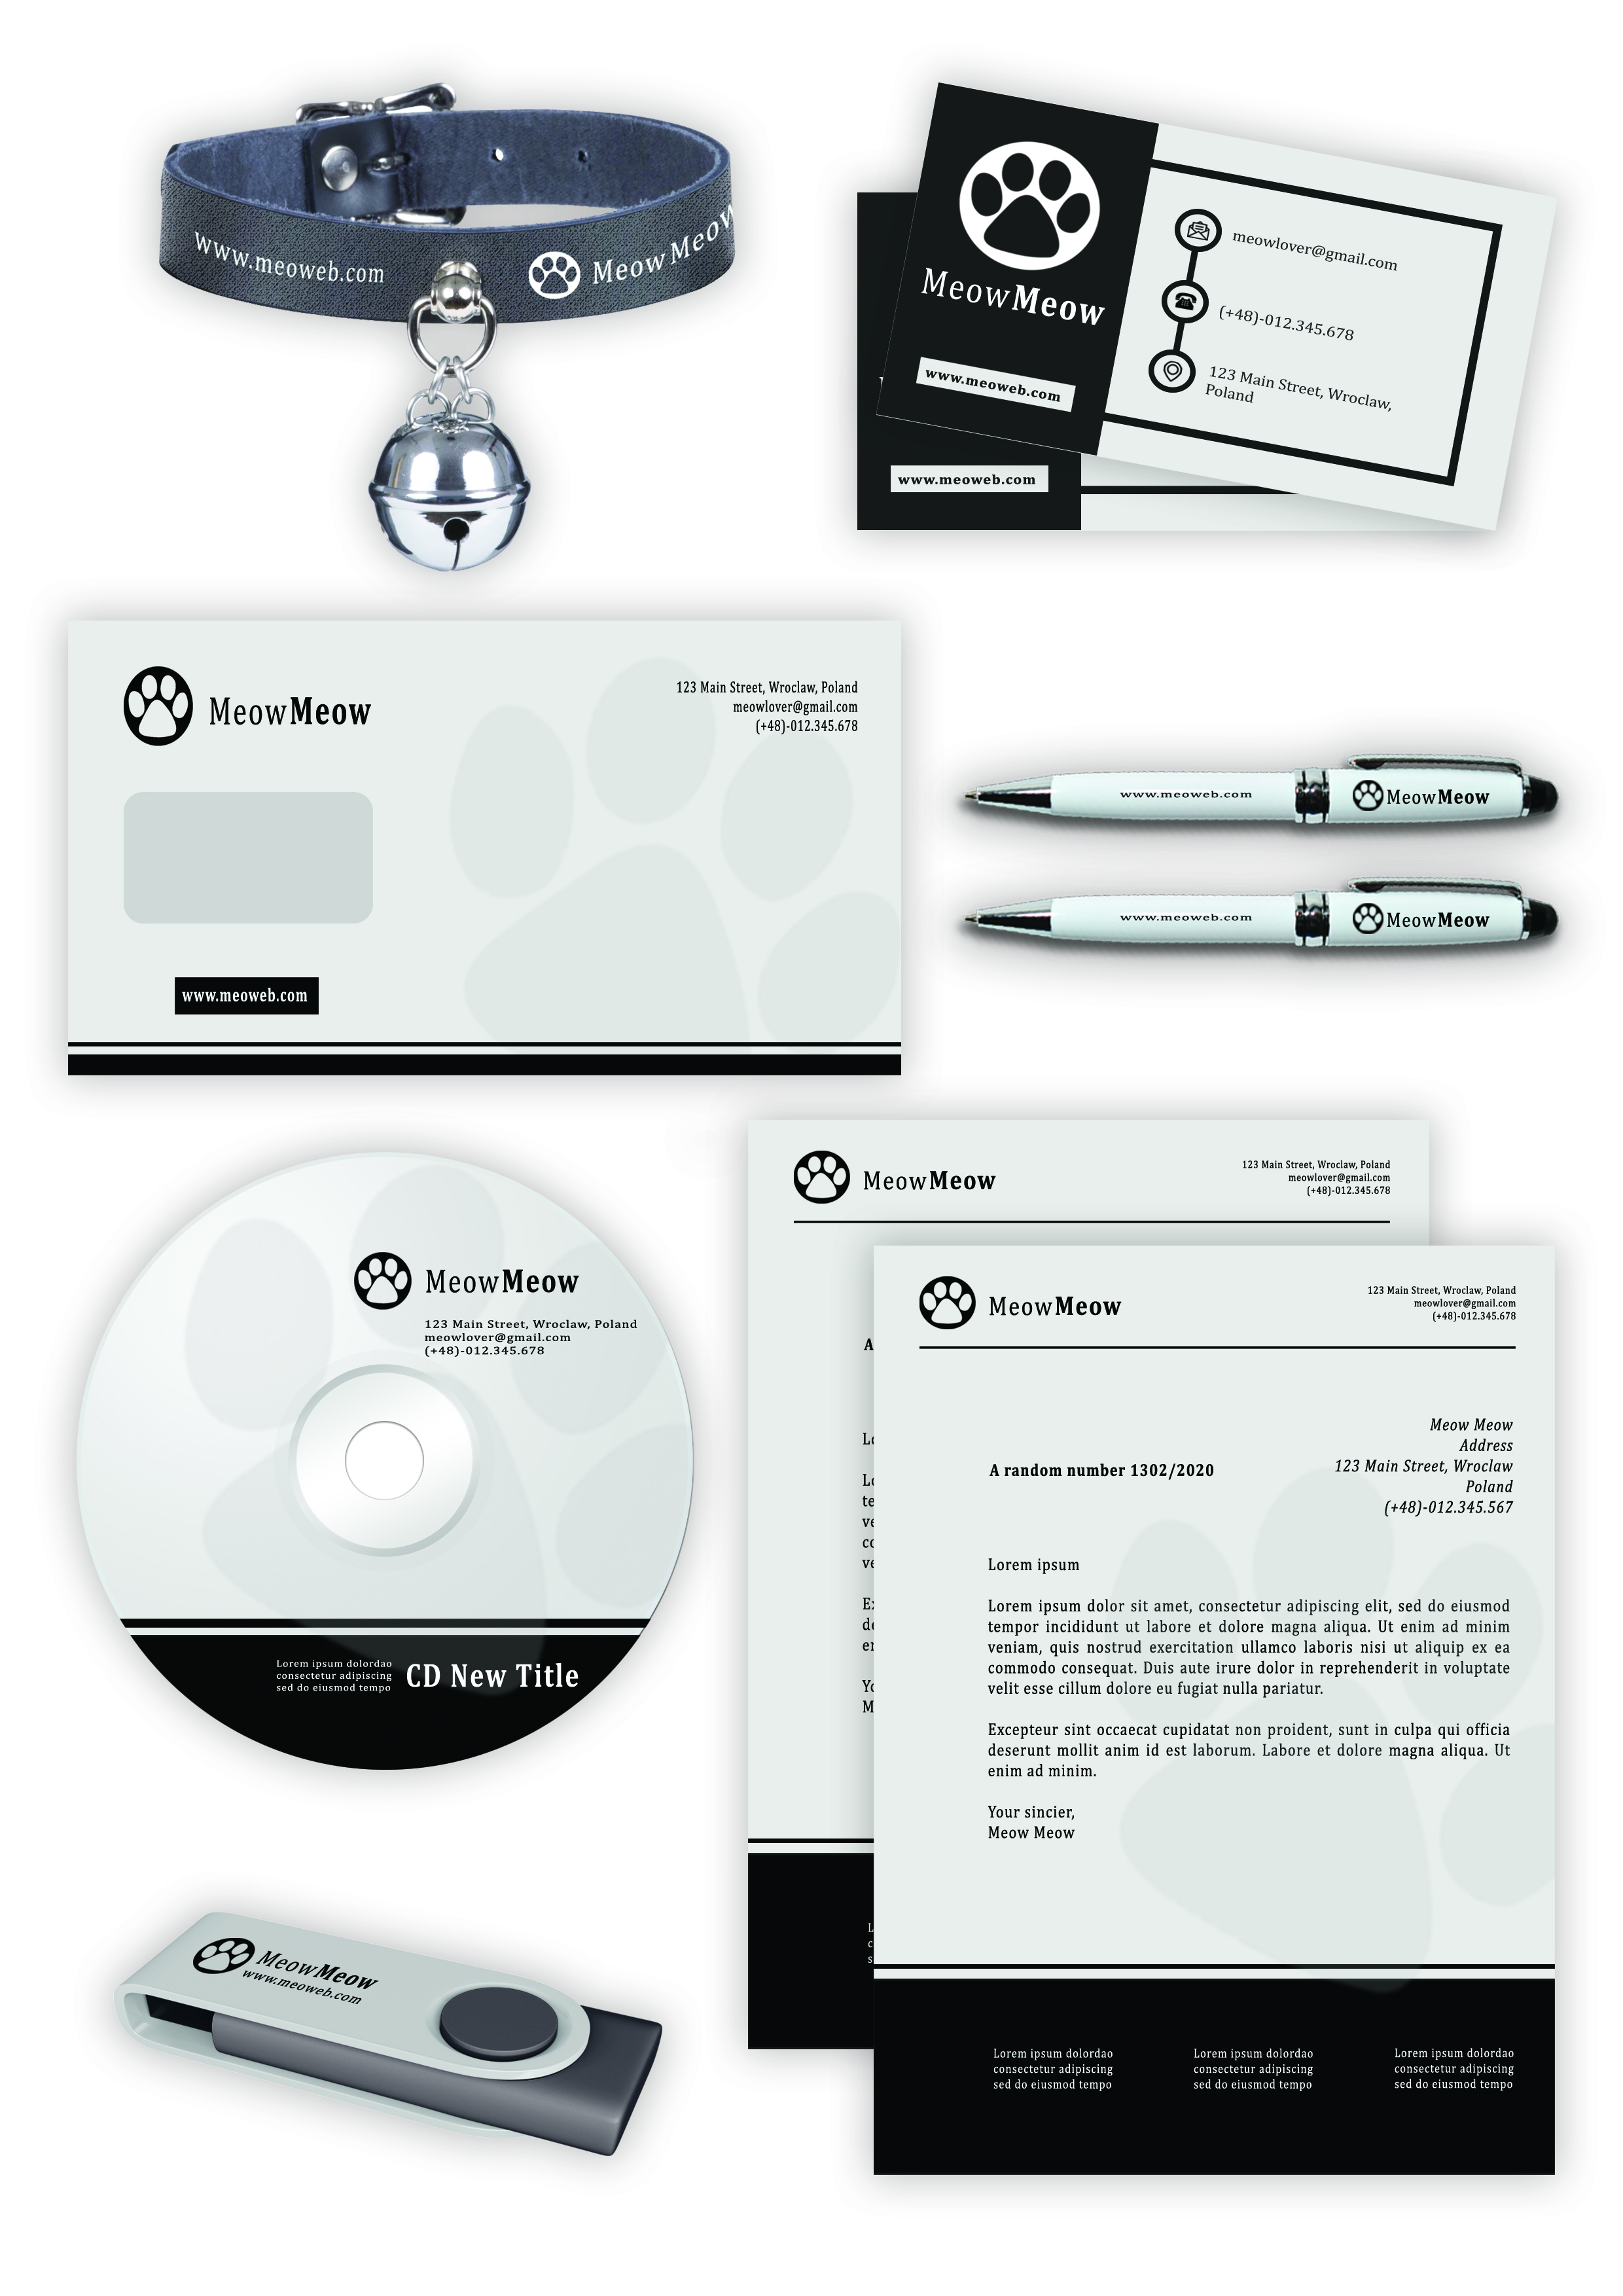 www.meoweb.com
MeowMeow
MeowMeow
www.meoweb.com
meowlover@gmail.com
(+48)-012.345.678
123 Main Street, Wroclaw,
Poland
www.meoweb.com
MeowMeow
123 Main Street, Wroclaw, Poland
meowlover@gmail.com
(+48)-012.345.678
www.meoweb.com
www.meoweb.com
MeowMeow
www.meoweb.com
MeowMeow
MeowMeow
123 Main Street, Wroclaw, Poland
meowlover@gmail.com
(+48)-012.345.678
Lorem ipsum dolordao
consectetur adipiscing
sed do eiusmod tempo
CD New Title
MeowMeow
123 Main Street, Wroclaw, Poland
meowlover@gmail.com
(+48)-012.345.678
MeowMeow
123 Main Street, Wroclaw, Poland
meowlover@gmail.com
(+48)-012.345.678
Meow Meow
Address
123 Main Street, Wroclaw
Poland
(+48)-012.345.567
A random number 1302/2020
Lorem ipsum
Lorem ipsum dolor sit amet, consectetur adipiscing elit, sed do eiusmod
tempor incididunt ut labore et dolore magna aliqua. Ut enim ad minim
veniam, quis nostrud exercitation ullamco laboris nisi ut aliquip ex ea
commodo consequat. Duis aute irure dolor in reprehenderit in voluptate
velit esse cillum dolore eu fugiat nulla pariatur.
Excepteur sint occaecat cupidatat non proident, sunt in culpa qui officia
deserunt mollit anim id est laborum. Labore et dolore magna aliqua. Ut
enim ad minim.
Your sincier,
Meow Meow
Lorem ipsum dolordao
consectetur adipiscing
sed do eiusmod tempo
Lorem ipsum dolordao
consectetur adipiscing
sed do eiusmod tempo
Lorem ipsum dolordao
consectetur adipiscing
sed do eiusmod tempo
MeowMeow
www.meoweb.com